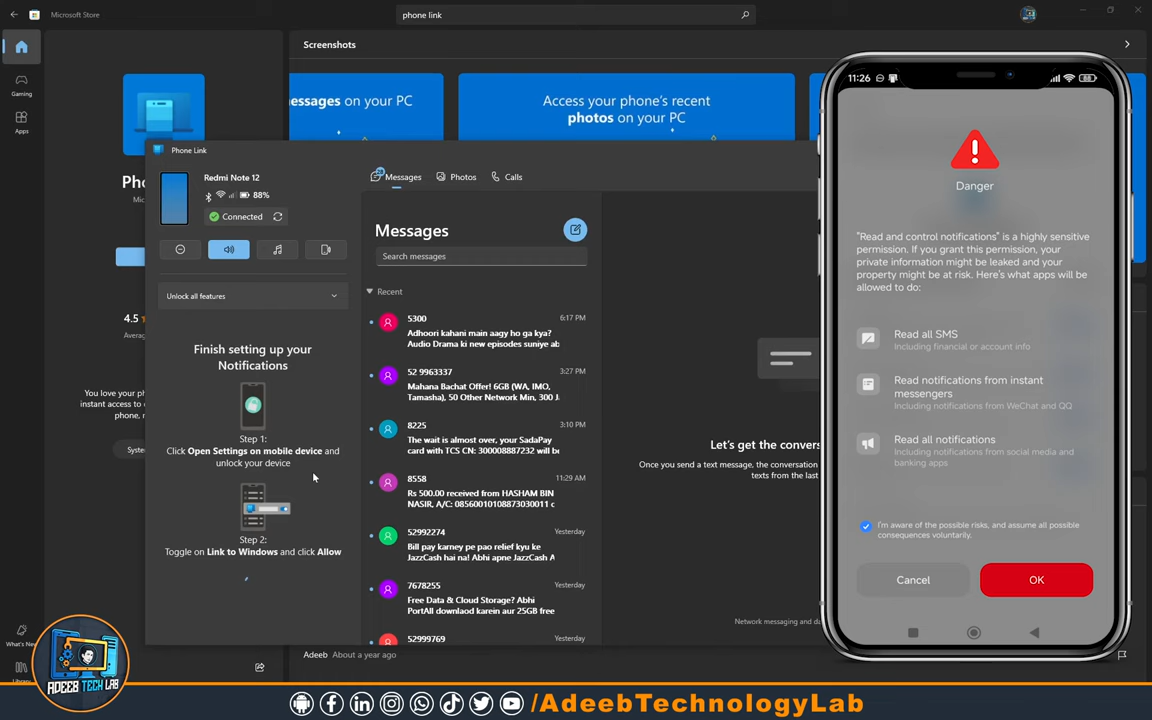 Microsoft Store
phone link
Gaming
Apps
What's New
Library
Screenshots
essages on your PC
Access your phone's recent
photos on your PC
Pho
Mic
4.5
Averag
You love your ph
instant access to
phone,
Syste
Phone Link
Redmi Note 12
88%
Connected
Unlock all features
Finish setting up your
Notifications
Step 1:
Click Open Settings on mobile device and
unlock your device
Step 2:
Toggle on Link to Windows and click Allow
Messages
Photos
Calls
Messages
Search messages
Recent
5300
6:17 PM
Adhoori kahani main aagy ho ga kya?
Audio Drama ki new episodes suniye ab
52 9963337
3:27 PM
Mahana Bachat Offer! 6GB (WA, IMO,
Tamasha), 50 Other Network Min, 300 J
8225
3:10 PM
The wait is almost over, your SadaPay
card with TCS CN: 300008887232 will be
8558
11:29 AM
Rs 500.00 received from HASHAM BIN
NASIR, A/C: 08560010108873030011 c
52992274
Yesterday
Bill pay karney pe pao relief kyu ke
JazzCash hai na! Abhi apne JazzCash A
7678255
Yesterday
Free Data & Cloud Storage? Abhi
PortAll downlaod karein aur 25GB free
52999769
Yesterday
Let's get the convers
Once you send a text message, the conversation
texts from the last
Network messaging and da
Adeeb About a year ago
11:26
88
Danger
"Read and control notifications" is a highly sensitive
permission. If you grant this permission, your
private information might be leaked and your
property might be at risk. Here's what apps will be
allowed to do:
Read all SMS
Including financial or account info
Read notifications from instant
messengers
Including notifications from WeChat and QQ
Read all notifications
Including notifications from social media and
banking apps
I'm aware of the possible risks, and assume all possible
consequences voluntarily.
Cancel
OK
ADEEB TECH LAB
/AdeebTechnologyLab